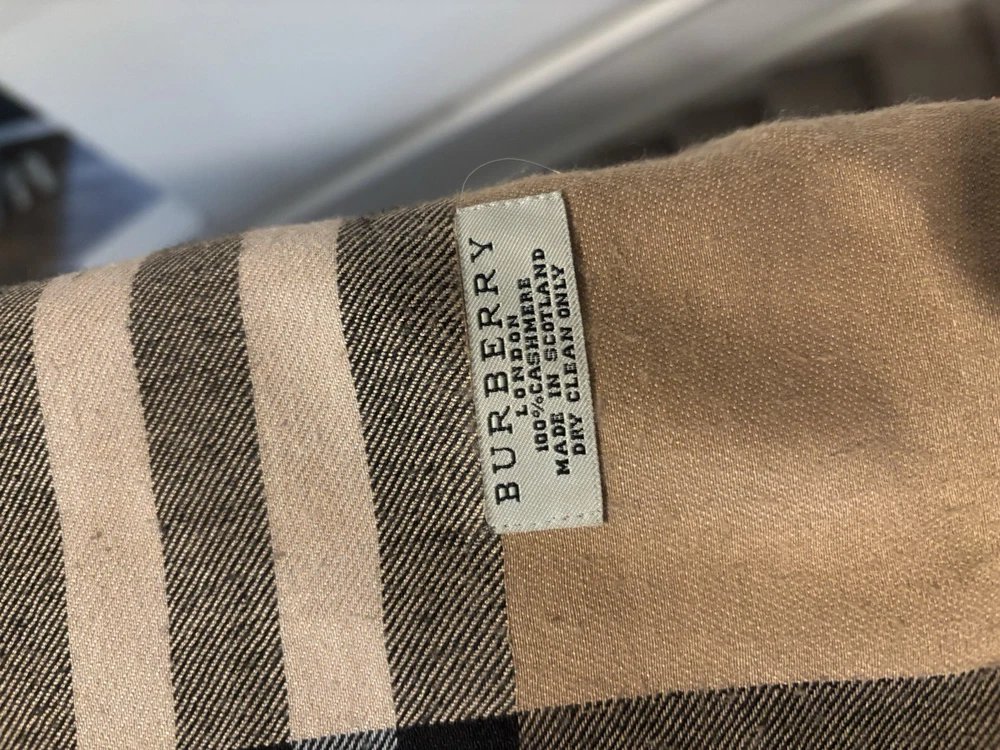 BURBERRY
LONDON
100%CASHMERE
MADE IN SCOTLAND
DRY CLEAN ONLY